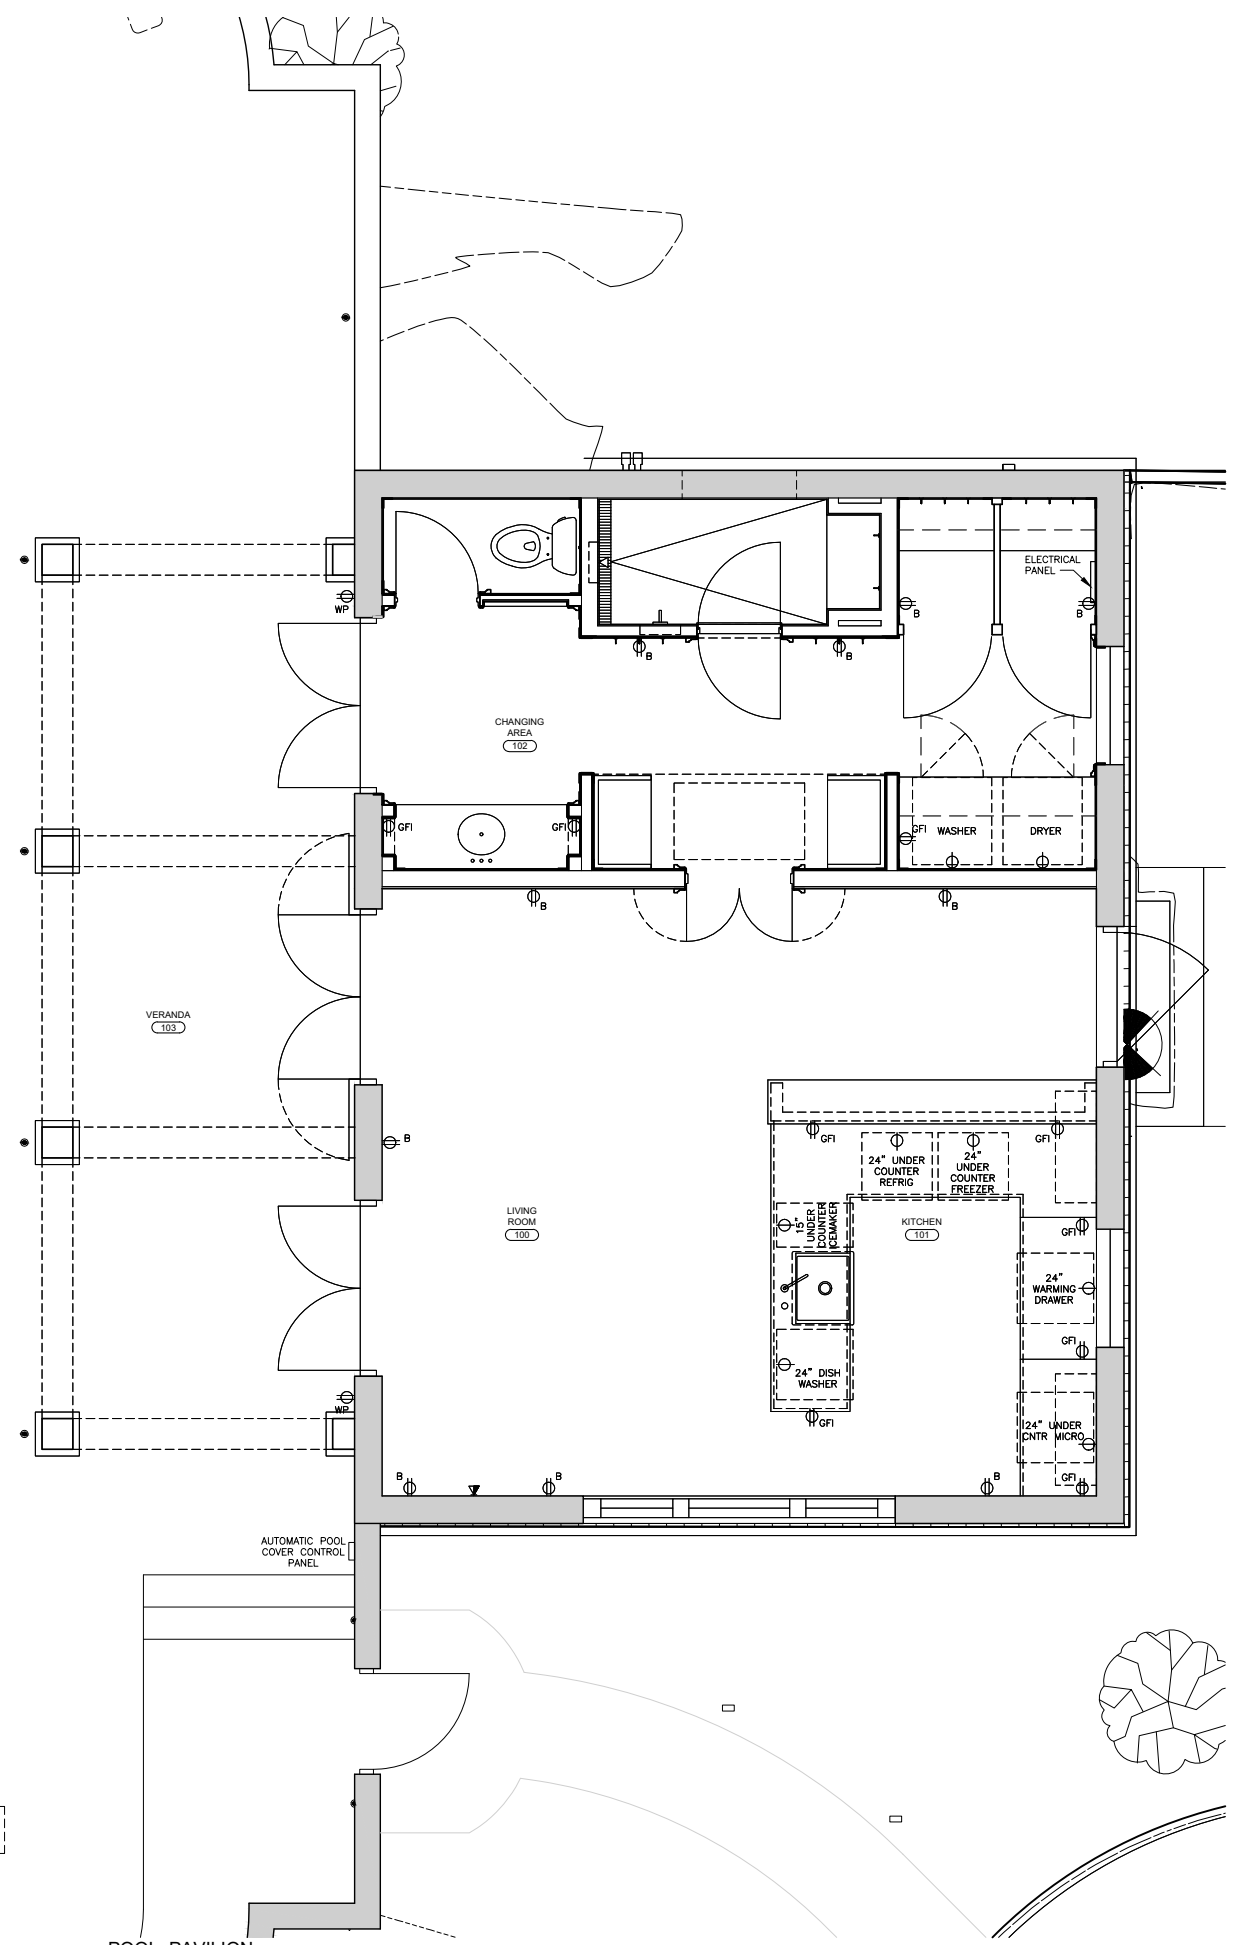 ELECTRICAL
PANEL
B
B
WP
B
B
CHANGING
AREA
102
GFI
GFI
GFI
WASHER
DRYER
B
B
VERANDA
103
B
GFI
GFI
24" UNDER
COUNTER
REFRIG
24"
UNDER
COUNTER
FREEZER
LIVING
ROOM
100
15"
UNDER
COUNTER
ICEMAKER
KITCHEN
101
GFI
24"
WARMING
DRAWER
GFI
24" DISH
WASHER
WP
GFI
24" UNDER
CNTR MICRO
B
B
B
GFI
AUTOMATIC POOL
COVER CONTROL
PANEL
POOL PAVILION